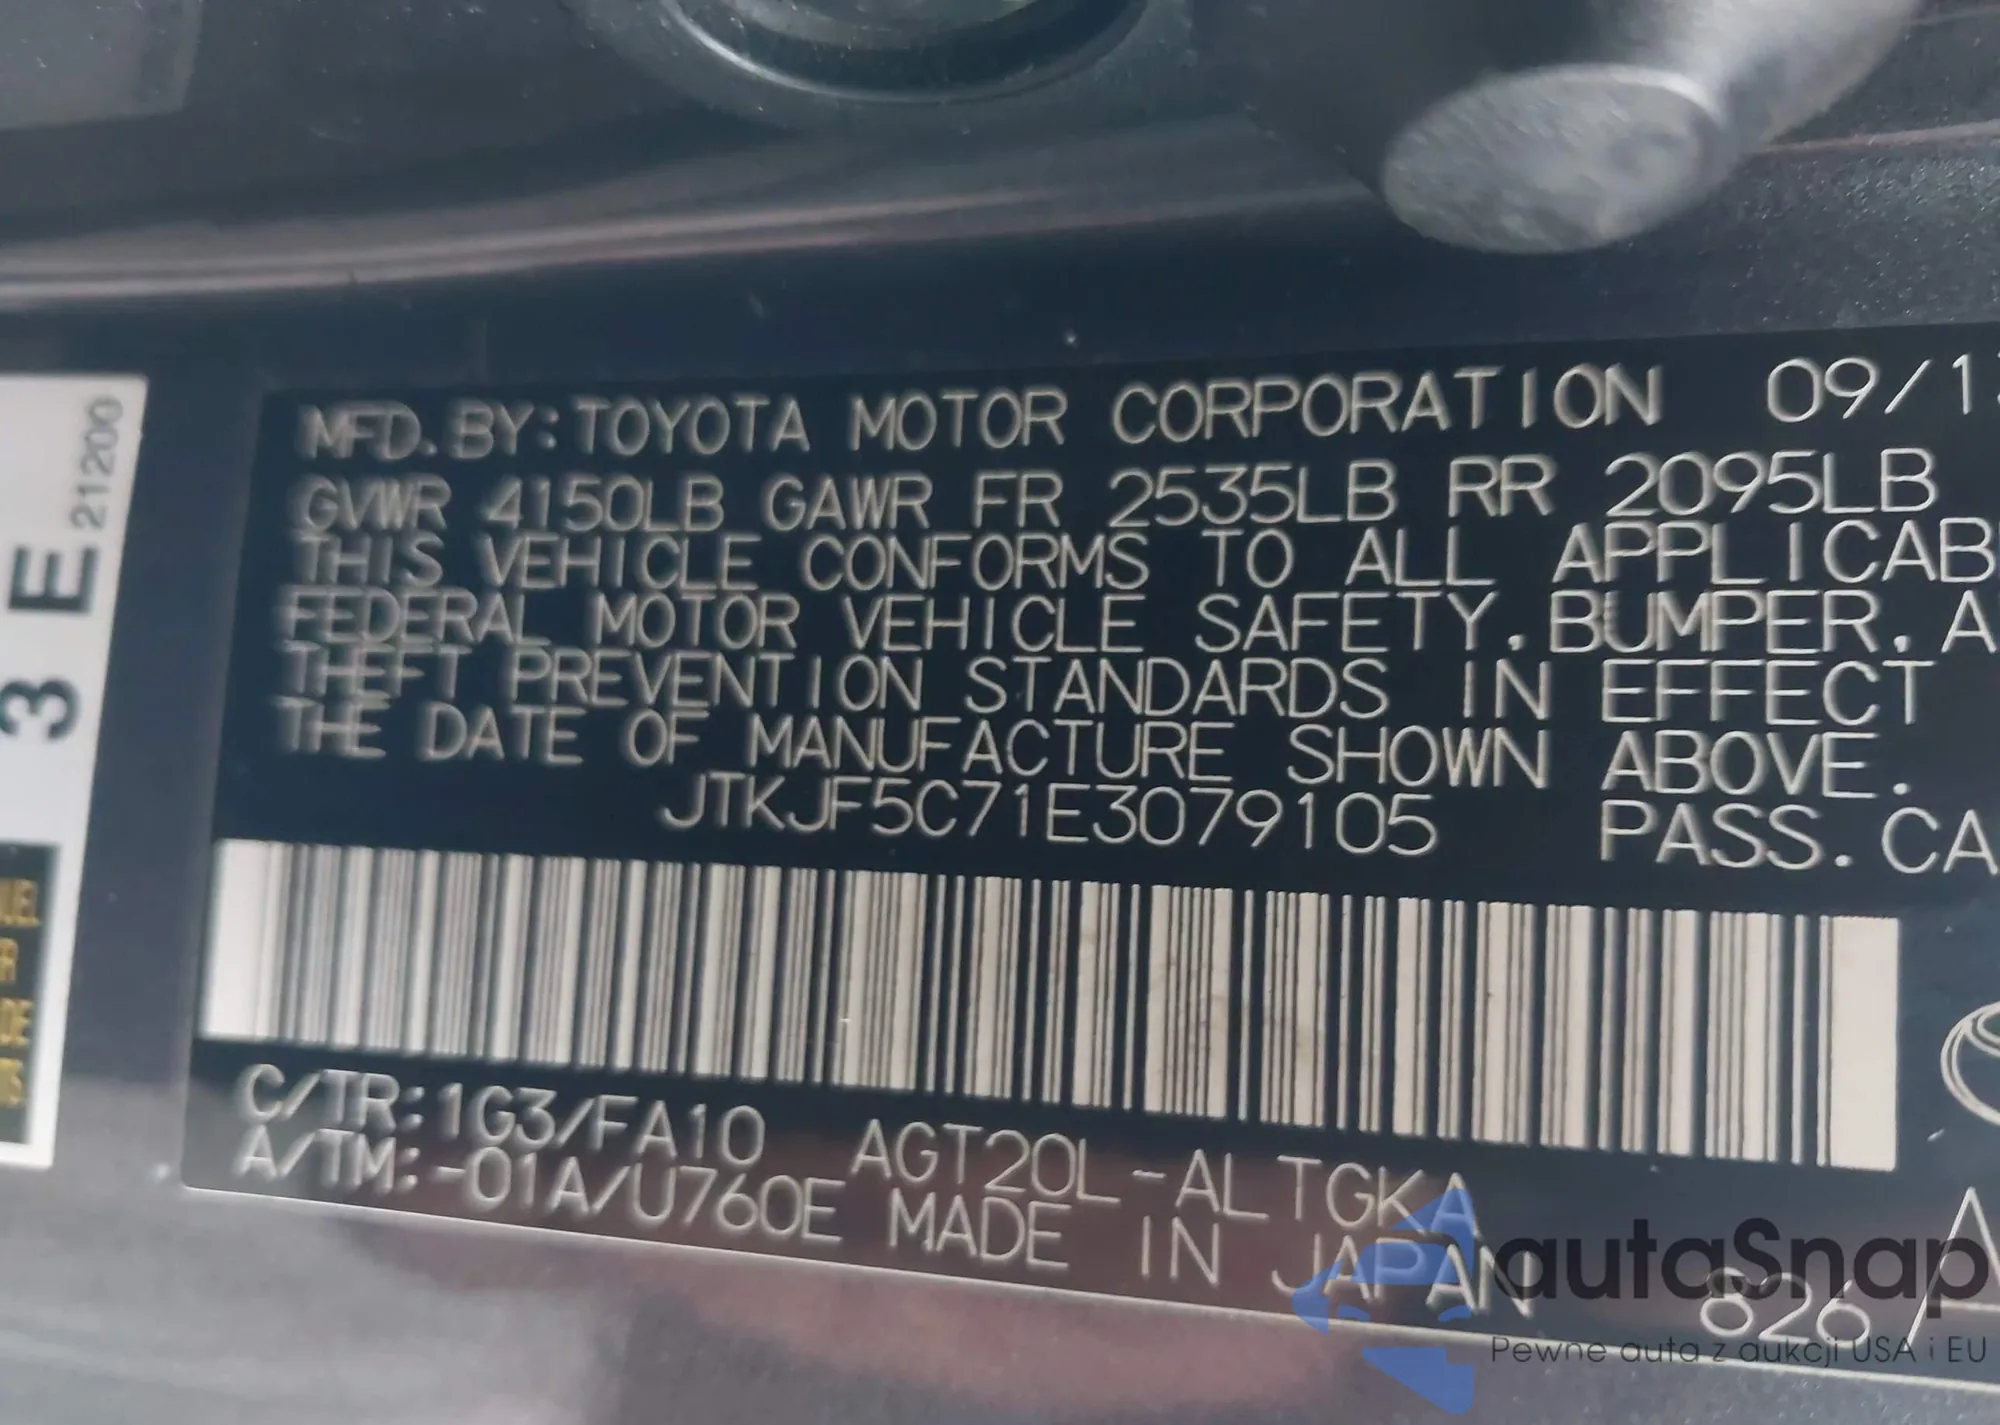 MFD. BY: TOYOTA MOTOR CORPORATION 09/1
GVWR 4150LB GAWR FR 2535LB RR 2095LB
THIS VEHICLE CONFORMS TO ALL APPLICAB
FEDERAL MOTOR VEHICLE SAFETY, BUMPER, A
THEFT PREVENTION STANDARDS IN EFFECT
THE DATE OF MANUFACTURE SHOWN ABOVE.
JTKJF5C71E3079105 PASS. CA
C/TR: 1G3/FA10 AGT20L-ALTGKA
A/TM: -01A/U760E MADE IN JAPAN
826/
3 E
21200
autaSnap
Pewne auta z aukcji USA i EU